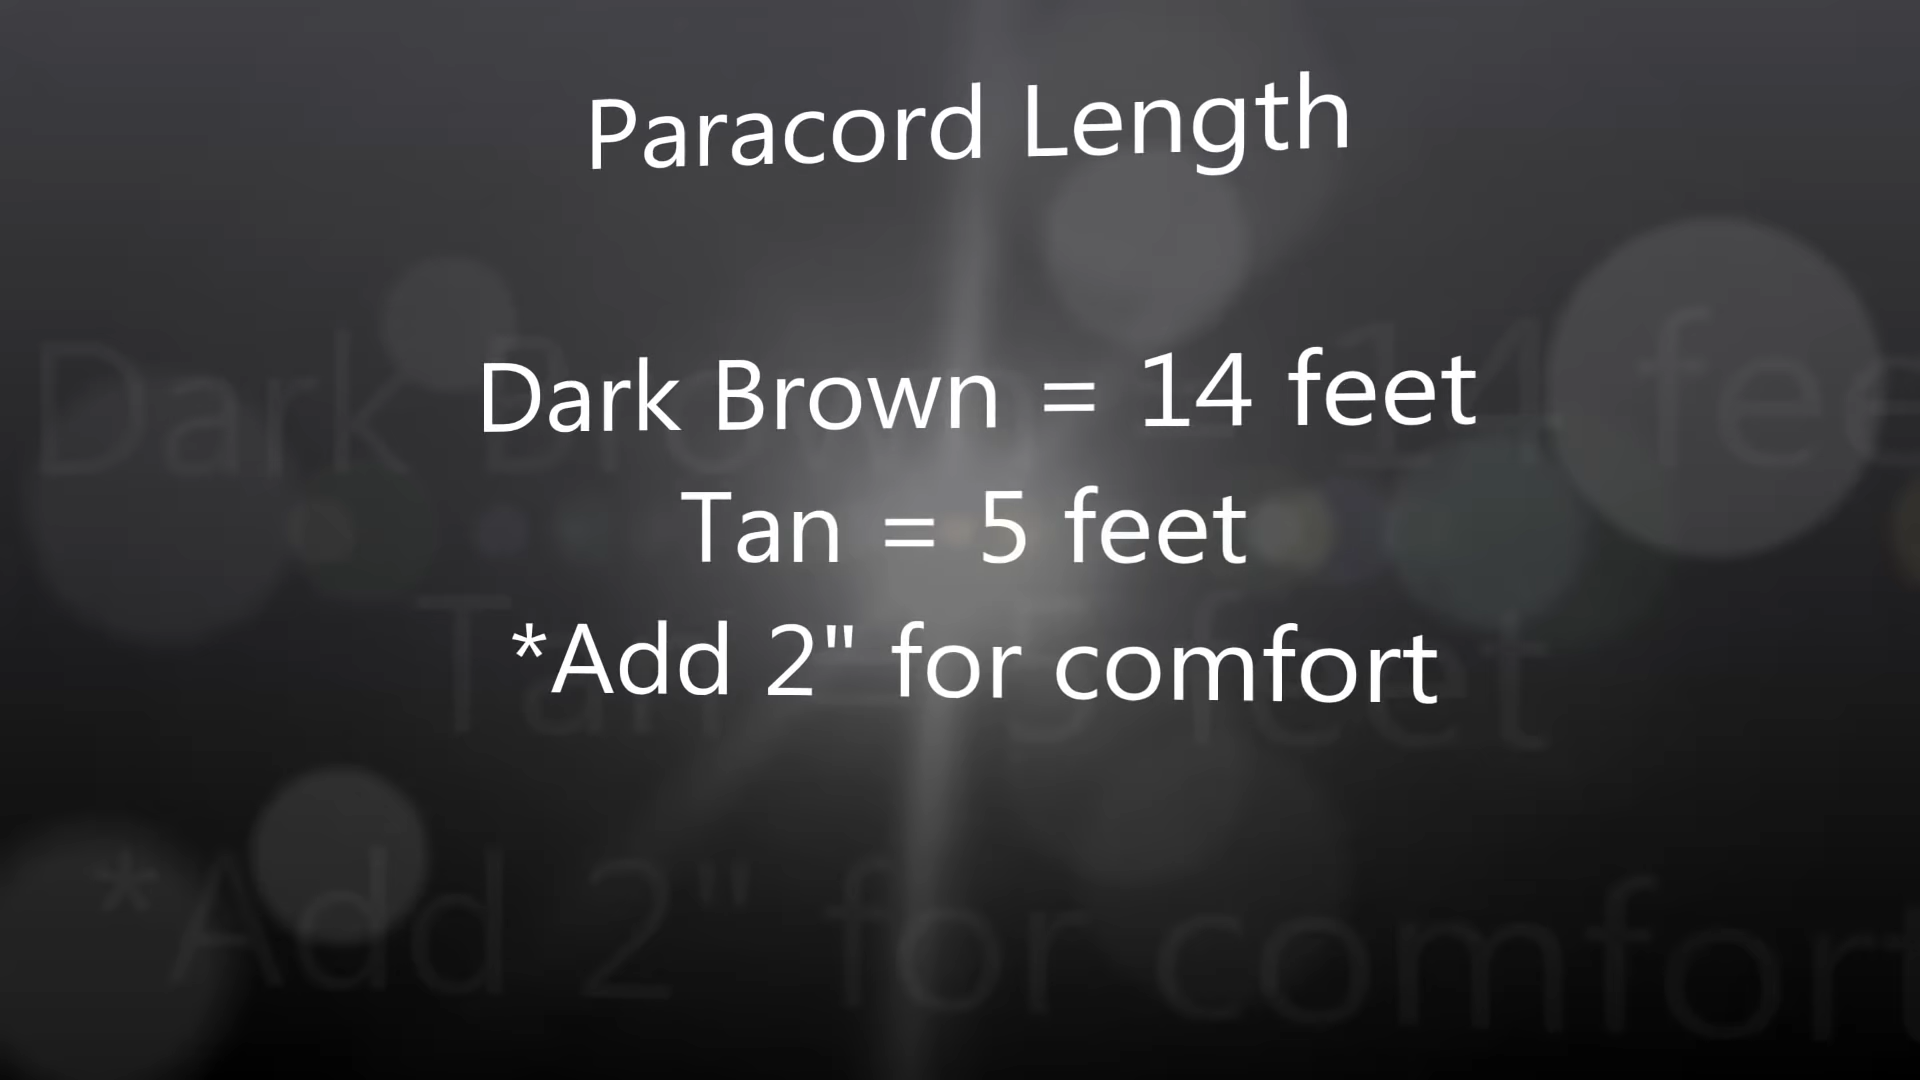 Paracord Length
Dark Brown = 14 feet
Tan = 5 feet
*Add 2" for comfort